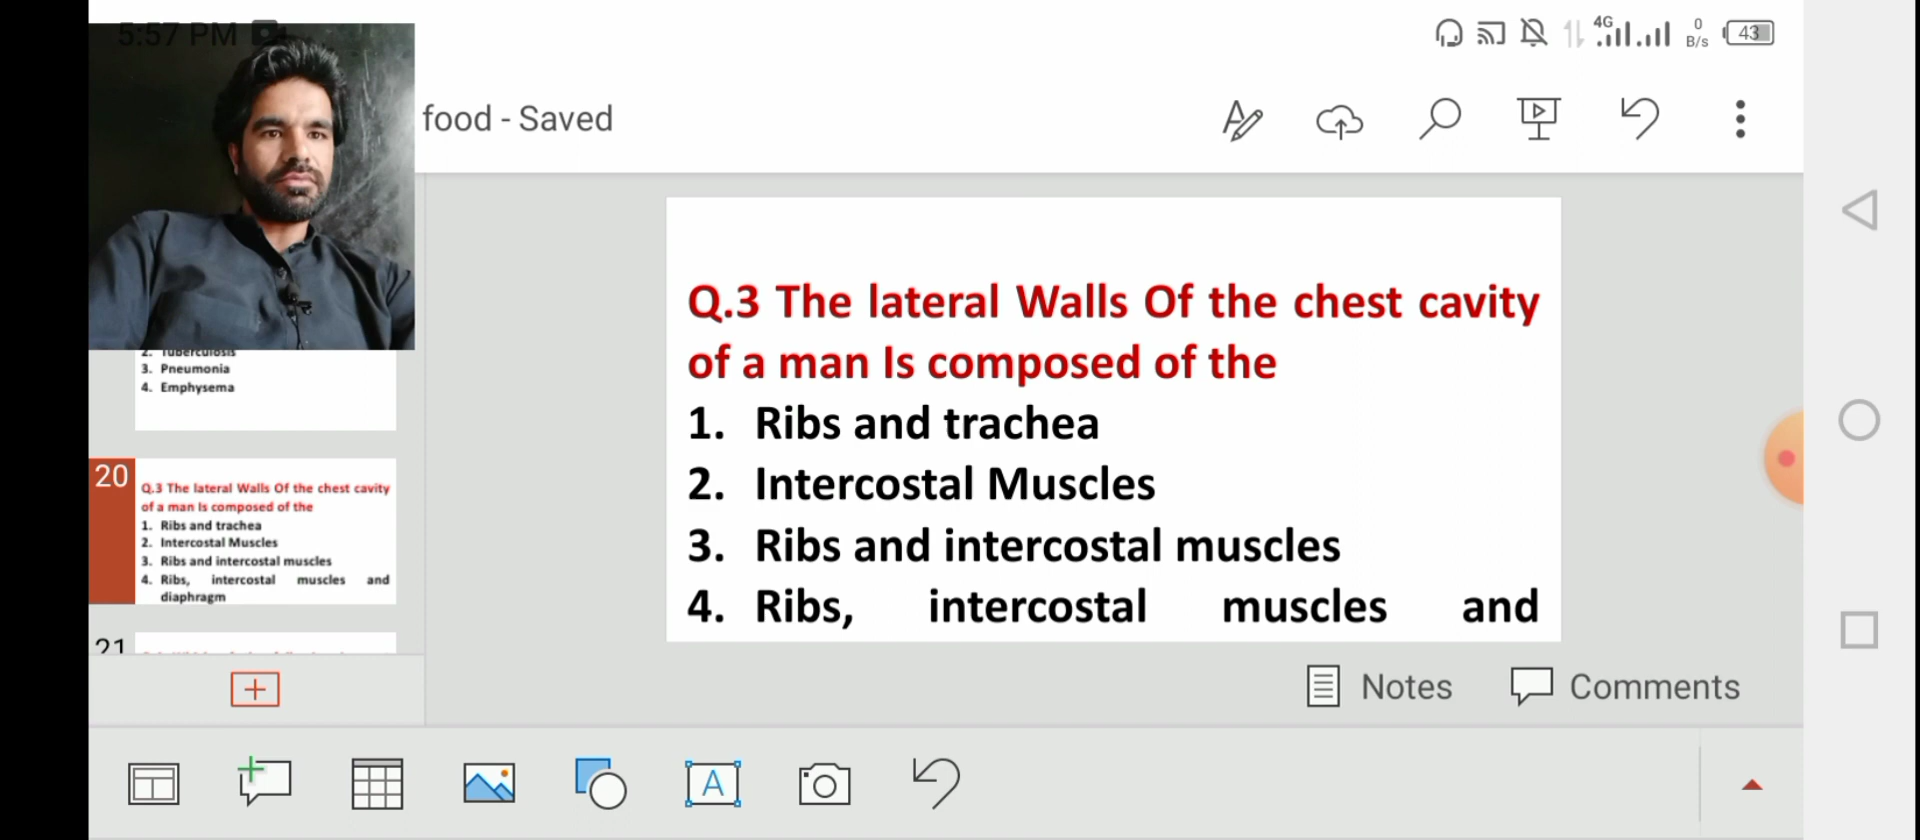 5:57 PM
4G
0
B/s
43
food - Saved
2. Tuberculosis
3. Pneumonia
4. Emphysema
20
Q.3 The lateral Walls Of the chest cavity
of a man Is composed of the
1. Ribs and trachea
2. Intercostal Muscles
3. Ribs and intercostal muscles
4. Ribs, intercostal muscles and
diaphragm
21
Q.3 The lateral Walls Of the chest cavity
of a man Is composed of the
1. Ribs and trachea
2. Intercostal Muscles
3. Ribs and intercostal muscles
4. Ribs, intercostal muscles and
Notes
Comments
A